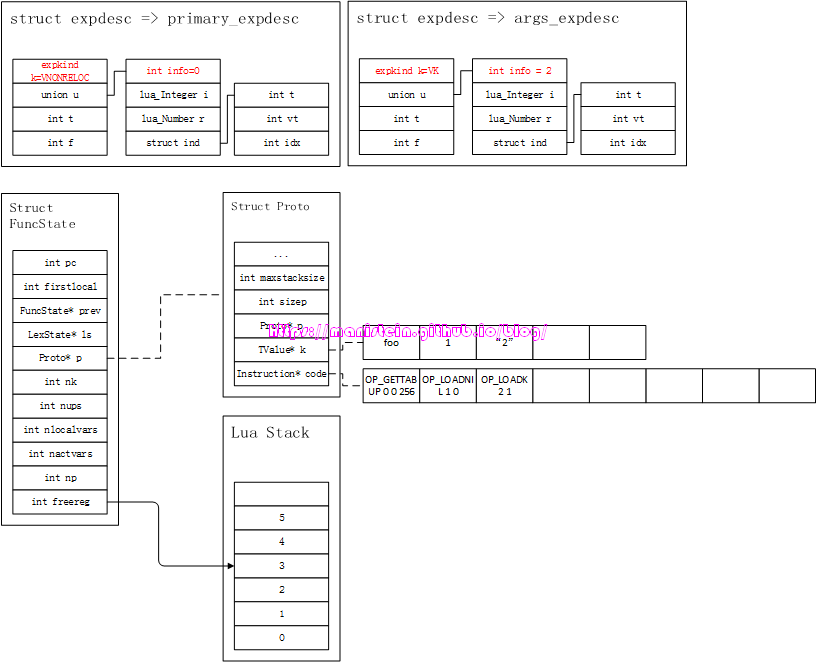 struct expdesc => primary_expdesc
expkind
k=VNONRELOC
union u
int t
int f
int info=0
lua_Integer i
lua_Number r
struct ind
int t
int vt
int idx
struct expdesc => args_expdesc
expkind k=VK
union u
int t
int f
int info = 2
lua_Integer i
lua_Number r
struct ind
int t
int vt
int idx
Struct
FuncState
int pc
int firstlocal
FuncState* prev
LexState* ls
Proto* p
int nk
int nups
int nlocalvars
int nactvars
int np
int freereg
Struct Proto
...
int maxstacksize
int sizep
Proto* p
TValue* k
Instruction* code
https://manistein.github.io/blog/
foo
1
“2”
OP_GETTAB
UP 0 0 256
OP_LOADNI
L 1 0
OP_LOADK
2 1
Lua Stack
5
4
3
2
1
0